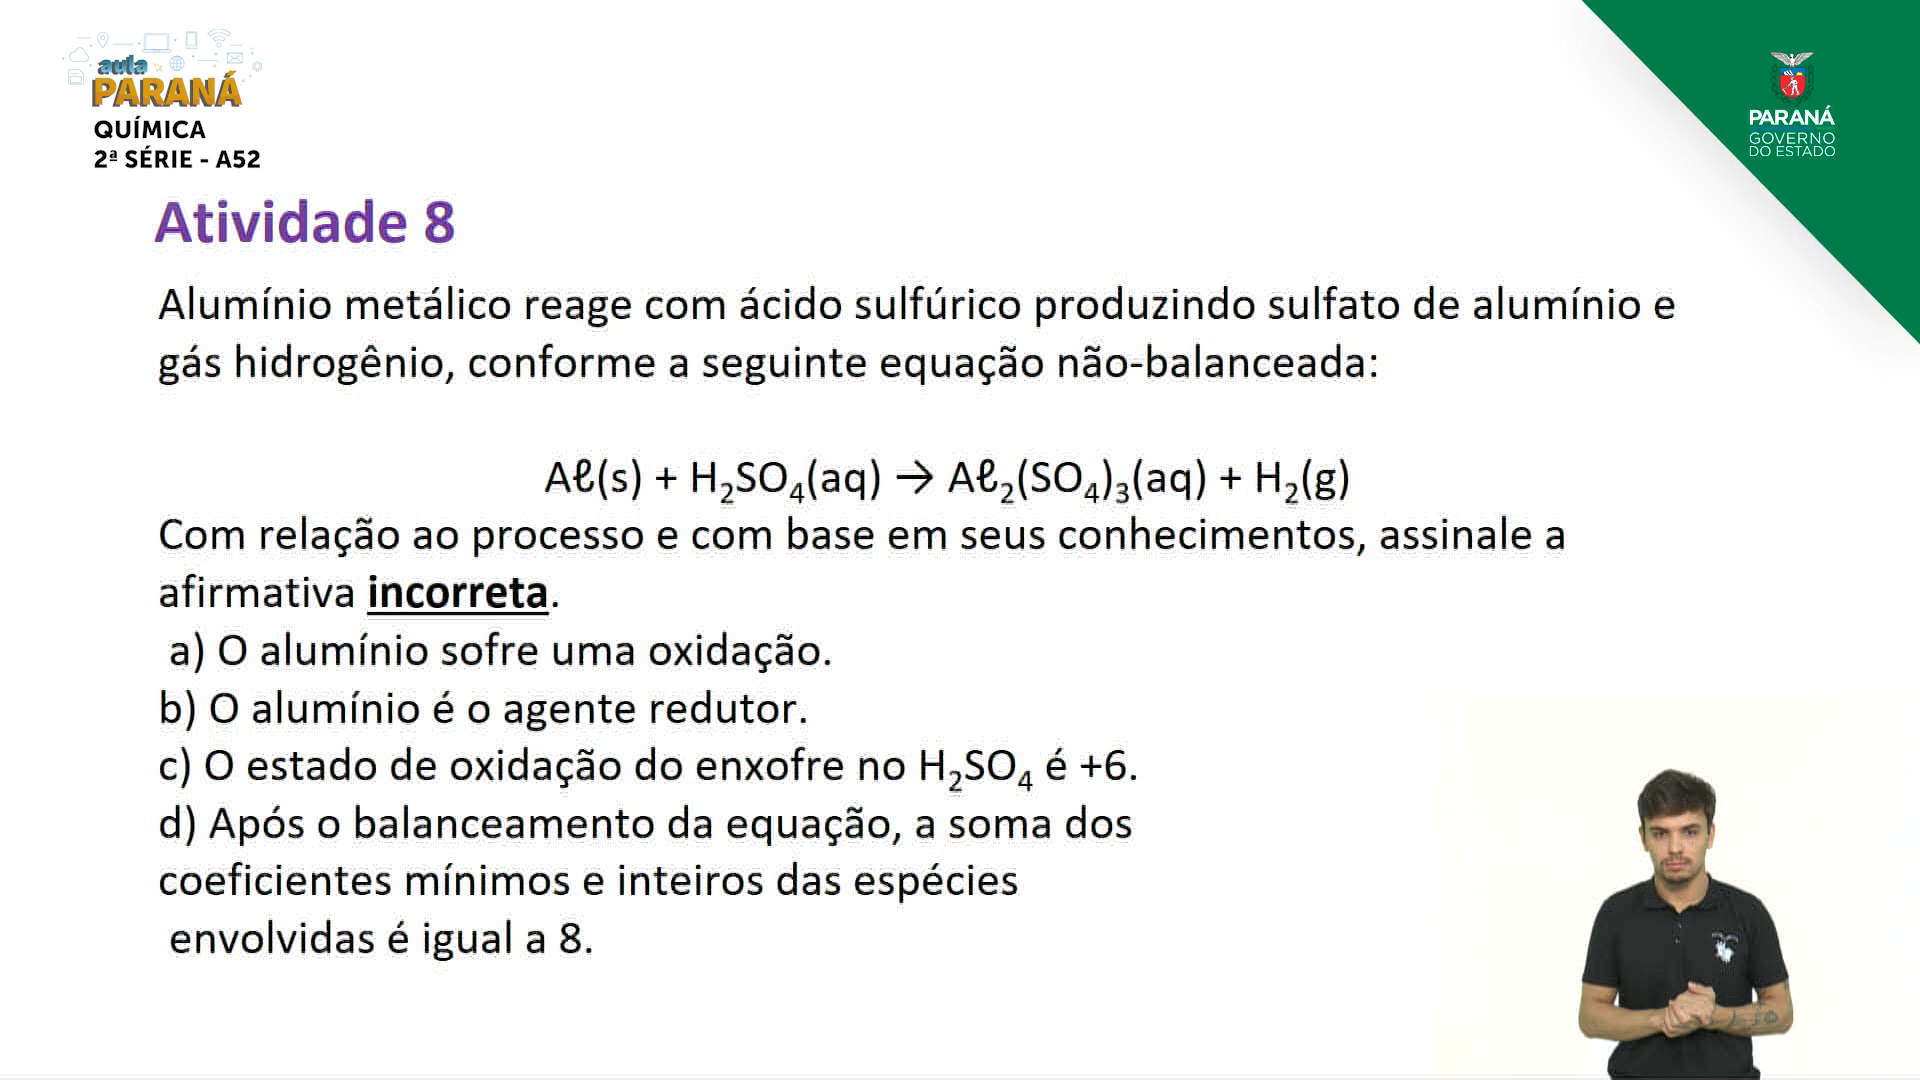 aula
PARANÁ
QUÍMICA
2ª SÉRIE - A52
PARANÁ
GOVERNO
DO ESTADO
Atividade 8
Alumínio metálico reage com ácido sulfúrico produzindo sulfato de alumínio e
gás hidrogênio, conforme a seguinte equação não-balanceada:
Aℓ(s) + H₂SO₄(aq) → Aℓ₂(SO₄)₃(aq) + H₂(g)
Com relação ao processo e com base em seus conhecimentos, assinale a
afirmativa incorreta.
a) O alumínio sofre uma oxidação.
b) O alumínio é o agente redutor.
c) O estado de oxidação do enxofre no H₂SO₄ é +6.
d) Após o balanceamento da equação, a soma dos
coeficientes mínimos e inteiros das espécies
envolvidas é igual a 8.